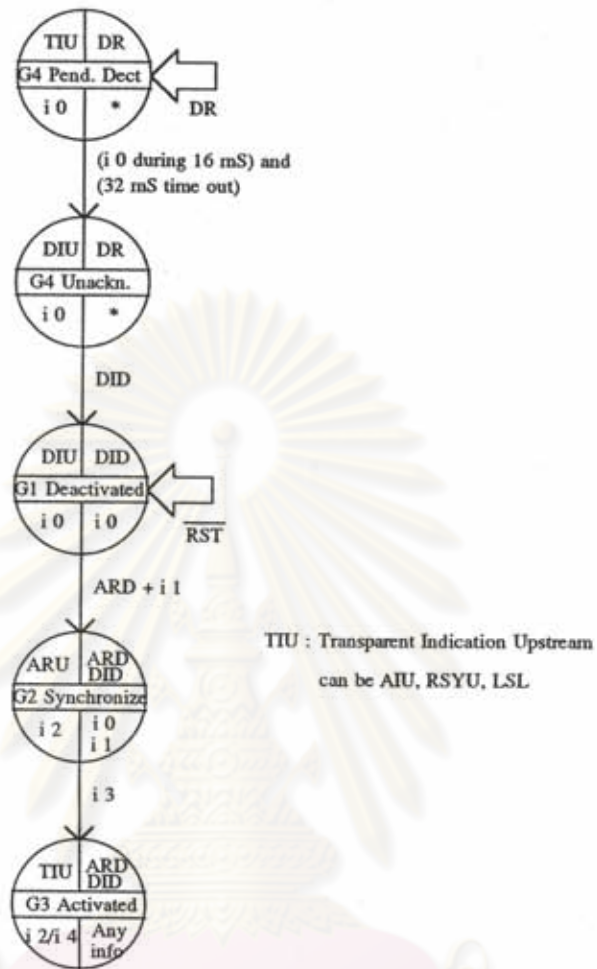 TIU DR
G4 Pend. Dect
i 0 *
DR
(i 0 during 16 mS) and
(32 mS time out)
DIU DR
G4 Unackn.
i 0 *
DID
DIU DID
G1 Deactivated
i 0 i 0
RST
ARD + i 1
TIU : Transparent Indication Upstream
can be AIU, RSYU, LSL
ARU ARD
DID
G2 Synchronize
i 2 i 0
i 1
i 3
TIU ARD
DID
G3 Activated
i 2/i 4 Any
info